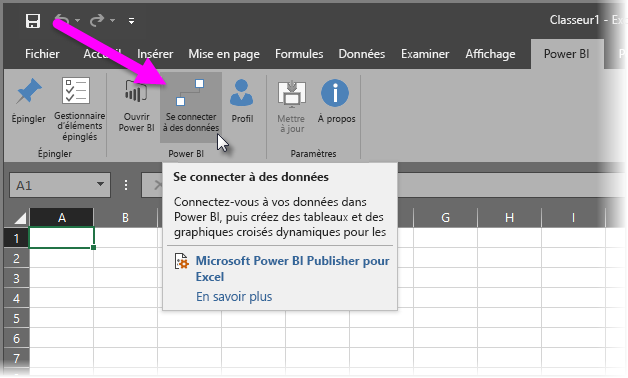 Classeur1 - Ex
Fichier Accueil Insérer Mise en page Formules Données Examiner Affichage Power BI
Épingler
Gestionnaire
d'éléments
épinglés
Ouvrir
Power BI
Se connecter
à des données
Profil
Mettre
à jour
À propos
Épingler Power BI Paramètres
A1
Se connecter à des données
Connectez-vous à vos données dans
Power BI, puis créez des tableaux et des
graphiques croisés dynamiques pour les
Microsoft Power BI Publisher pour
Excel
En savoir plus
A B G H I
1
2
3
4
5
6
7